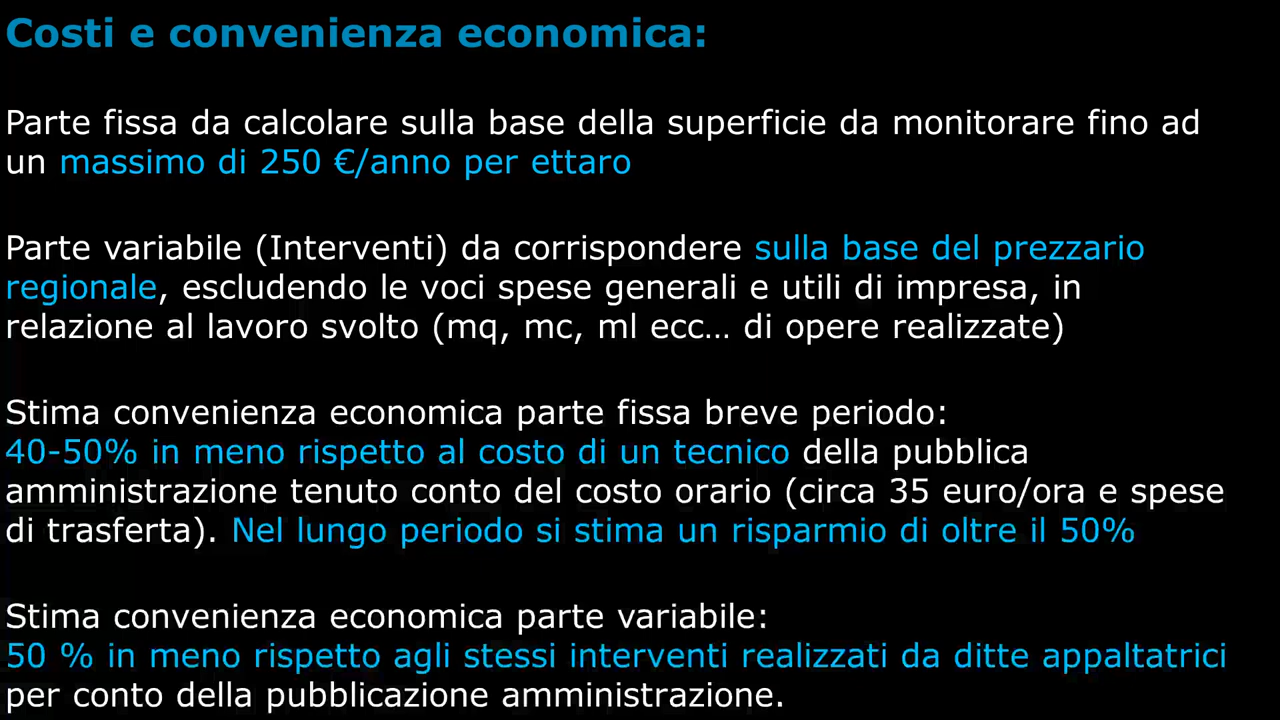 Costi e convenienza economica:
Parte fissa da calcolare sulla base della superficie da monitorare fino ad
un massimo di 250 €/anno per ettaro
Parte variabile (Interventi) da corrispondere sulla base del prezzario
regionale, escludendo le voci spese generali e utili di impresa, in
relazione al lavoro svolto (mq, mc, ml ecc… di opere realizzate)
Stima convenienza economica parte fissa breve periodo:
40-50% in meno rispetto al costo di un tecnico della pubblica
amministrazione tenuto conto del costo orario (circa 35 euro/ora e spese
di trasferta). Nel lungo periodo si stima un risparmio di oltre il 50%
Stima convenienza economica parte variabile:
50 % in meno rispetto agli stessi interventi realizzati da ditte appaltatrici
per conto della pubblicazione amministrazione.